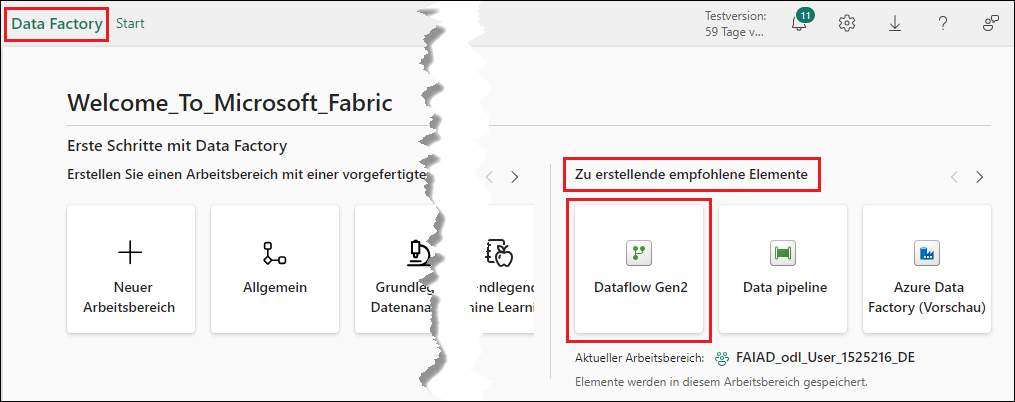 Data Factory Start
Testversion:
59 Tage v...
11
Welcome_To_Microsoft_Fabric
Erste Schritte mit Data Factory
Erstellen Sie einen Arbeitsbereich mit einer vorgefertigte
Zu erstellende empfohlene Elemente
Neuer
Arbeitsbereich
Allgemein
Grundleg
Datenana
ndlegend
ine Learni
Dataflow Gen2
Data pipeline
Azure Data
Factory (Vorschau)
Aktueller Arbeitsbereich: FAIAD_odl_User_1525216_DE
Elemente werden in diesem Arbeitsbereich gespeichert.